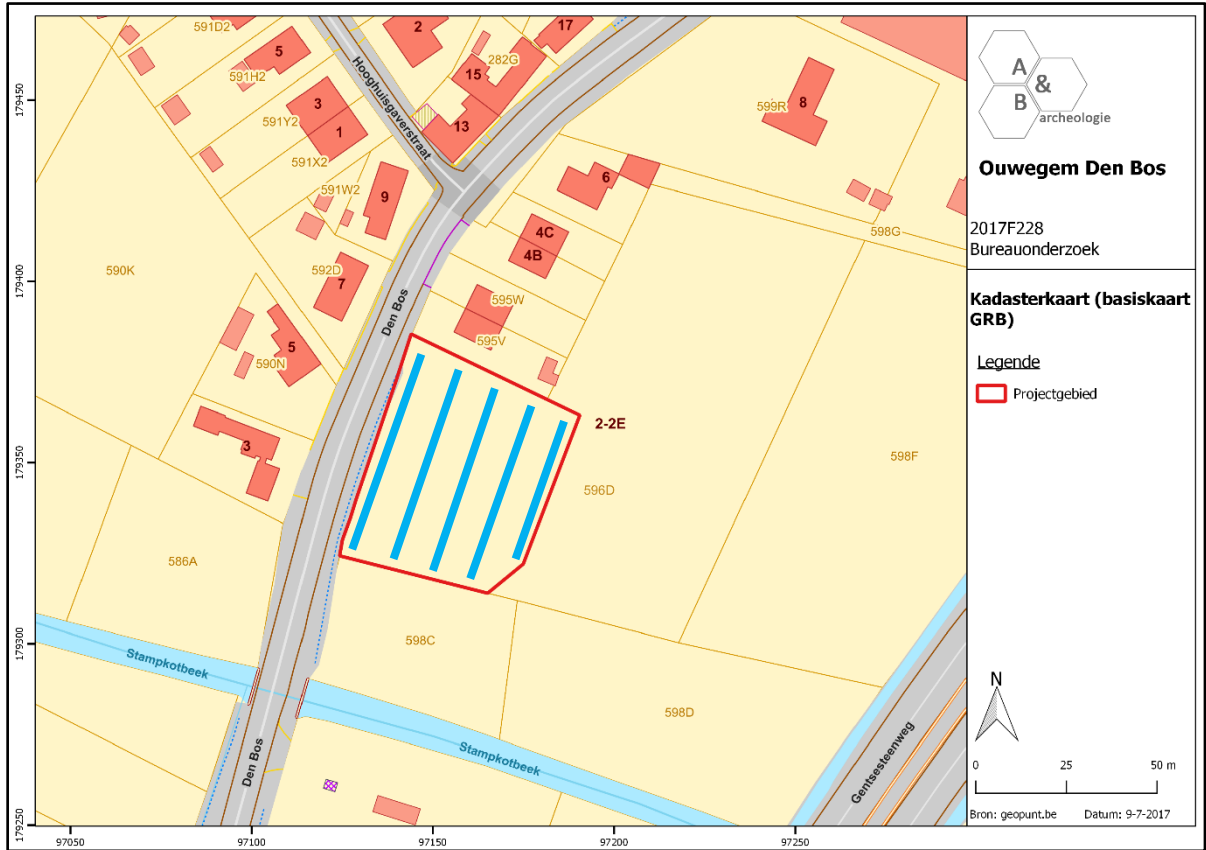 591D2
2
17
5
282G
591H2
15
Hooghuisgaverstraat
3
13
591Y2
1
8
599R
591X2
591W2
9
6
598G
4C
4B
590K
592D
7
Den Bos
595W
595V
5
590N
3
2-2E
596D
598F
586A
598C
598D
Stampkotbeek
Stampkotbeek
Den Bos
Gentsesteenweg
179450
179400
179350
179300
179250
97050
97100
97150
97200
97250
A
&
B
archeologie
Ouwegem Den Bos
2017F228
Bureauonderzoek
Kadasterkaart (basiskaart
GRB)
Legende
Projectgebied
N
0 25 50 m
Bron: geopunt.be Datum: 9-7-2017